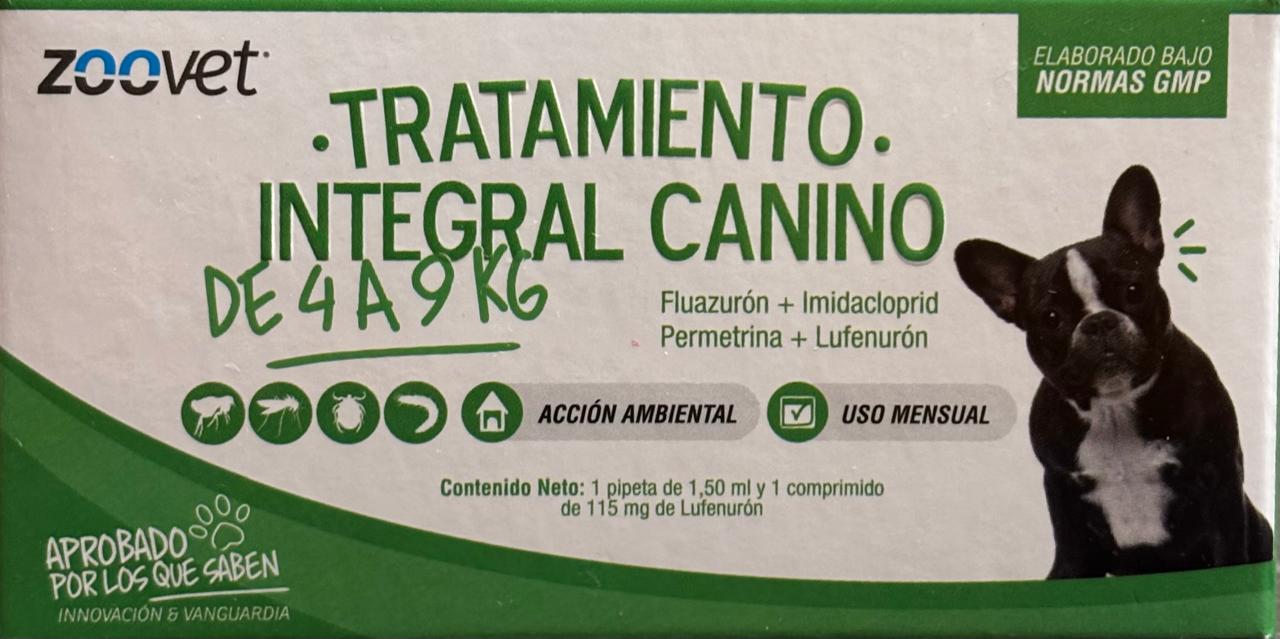 zoovet
ELABORADO BAJO
NORMAS GMP
·TRATAMIENTO·
INTEGRAL CANINO
DE 4 A 9 KG
Fluazurón + Imidacloprid
Permetrina + Lufenurón
ACCIÓN AMBIENTAL
USO MENSUAL
Contenido Neto: 1 pipeta de 1,50 ml y 1 comprimido
de 115 mg de Lufenurón
APROBADO
POR LOS QUE SABEN
INNOVACIÓN & VANGUARDIA